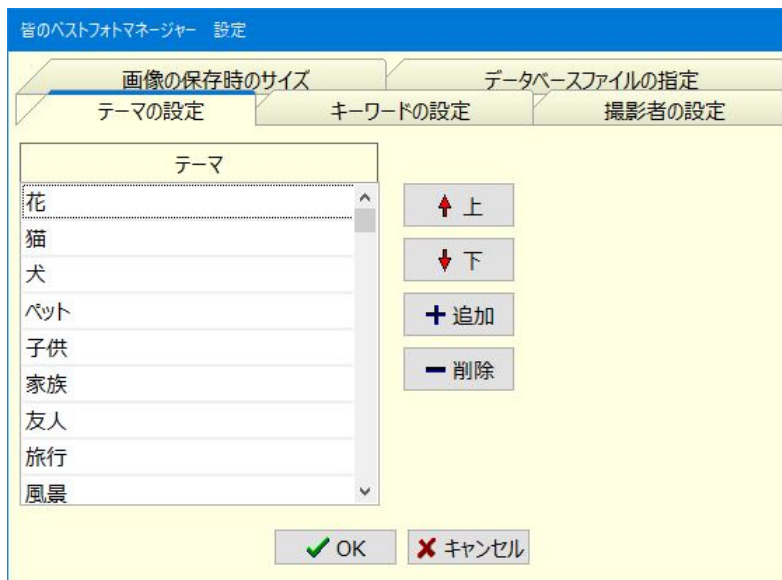 皆のベストフォトマネージャー 設定
画像の保存時のサイズ データベースファイルの指定
テーマの設定 キーワードの設定 撮影者の設定
テーマ
花
猫
犬
ペット
子供
家族
友人
旅行
風景
上
下
追加
削除
OK キャンセル